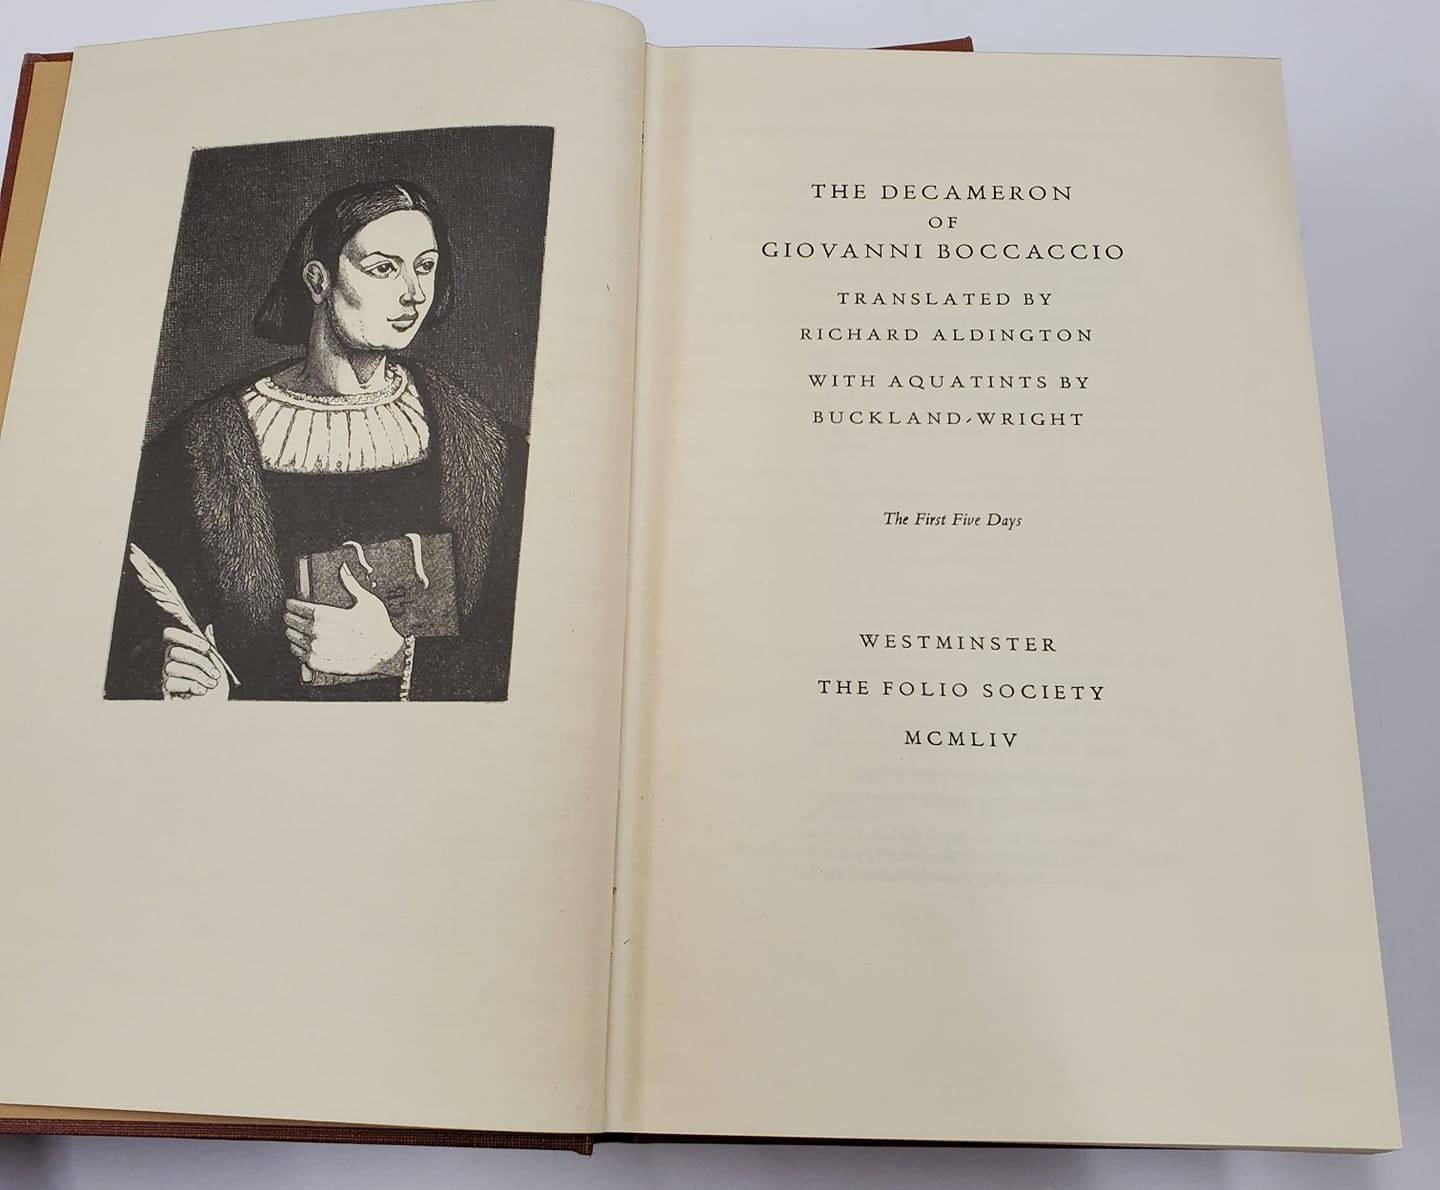 THE DECAMERON
OF
GIOVANNI BOCCACCIO
TRANSLATED BY
RICHARD ALDINGTON
WITH AQUATINTS BY
BUCKLAND-WRIGHT
The First Five Days
WESTMINSTER
THE FOLIO SOCIETY
MCMLIV